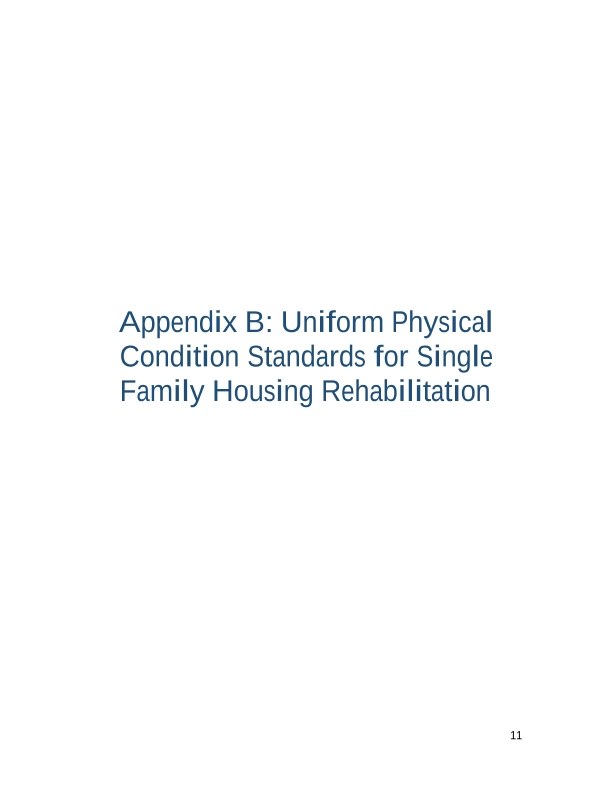 Appendix B: Uniform Physical
Condition Standards for Single
Family Housing Rehabilitation
11